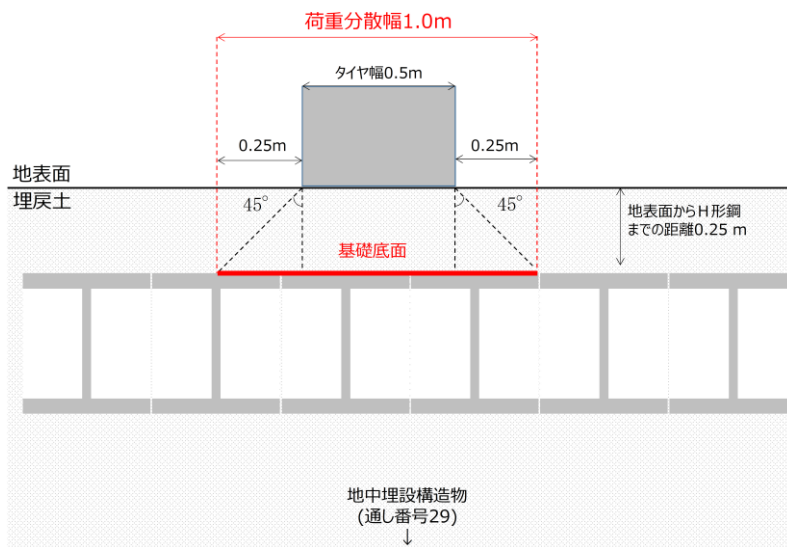 荷重分散幅1.0m
タイヤ幅0.5m
0.25m
0.25m
地表面
埋戻土
45°
45°
地表面からH形鋼
までの距離0.25 m
基礎底面
地中埋設構造物
(通し番号29)